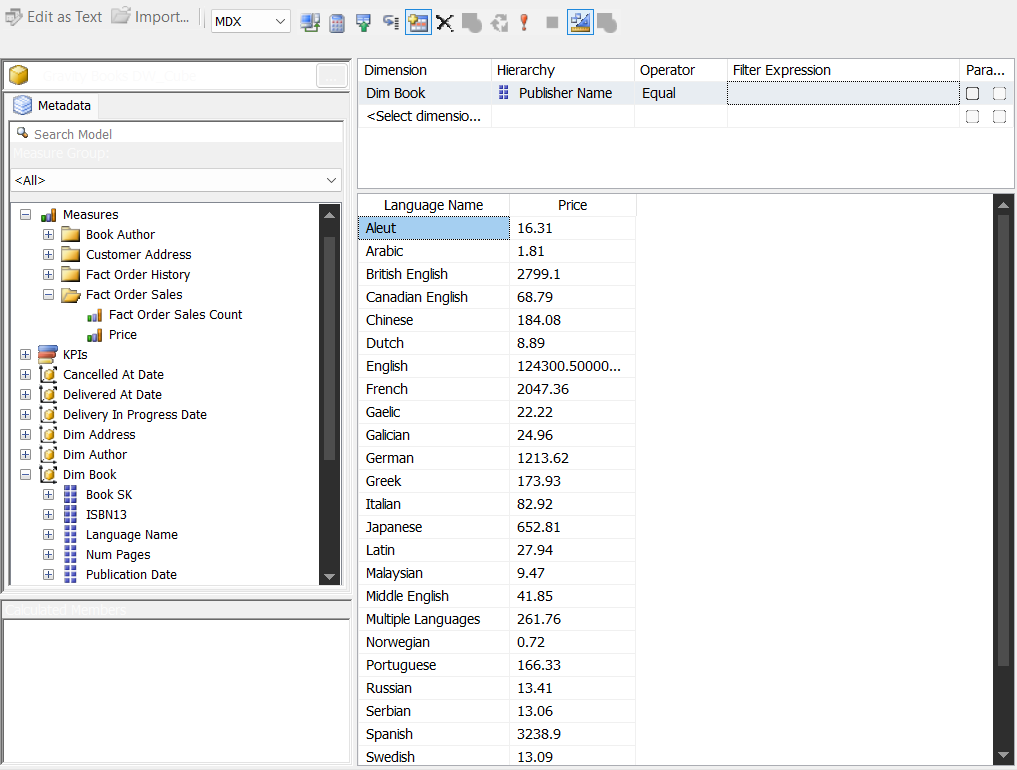 Edit as Text Import...
MDX
Metadata
Search Model
Measure Group:
<All>
Measures
Book Author
Customer Address
Fact Order History
Fact Order Sales
Fact Order Sales Count
Price
KPIs
Cancelled At Date
Delivered At Date
Delivery In Progress Date
Dim Address
Dim Author
Dim Book
Book SK
ISBN13
Language Name
Num Pages
Publication Date
Calculated Members
Dimension Hierarchy Operator Filter Expression Para...
Dim Book Publisher Name Equal
<Select dimensio...
Language Name Price
Aleut 16.31
Arabic 1.81
British English 2799.1
Canadian English 68.79
Chinese 184.08
Dutch 8.89
English 124300.50000...
French 2047.36
Gaelic 22.22
Galician 24.96
German 1213.62
Greek 173.93
Italian 82.92
Japanese 652.81
Latin 27.94
Malaysian 9.47
Middle English 41.85
Multiple Languages 261.76
Norwegian 0.72
Portuguese 166.33
Russian 13.41
Serbian 13.06
Spanish 3238.9
Swedish 13.09